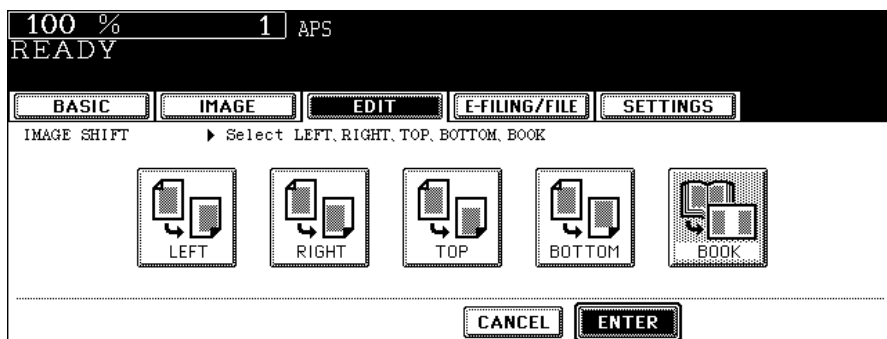 100 % 1 APS
READY
BASIC IMAGE EDIT E-FILING/FILE SETTINGS
IMAGE SHIFT Select LEFT, RIGHT, TOP, BOTTOM, BOOK
LEFT RIGHT TOP BOTTOM BOOK
CANCEL ENTER